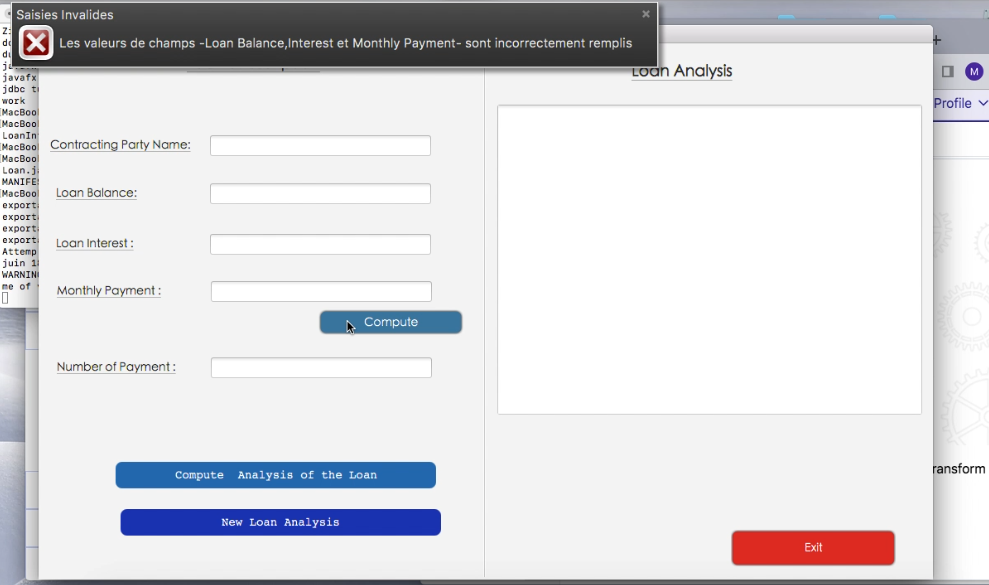 Saisies Invalides
Les valeurs de champs -Loan Balance,Interest et Monthly Payment- sont incorrectement remplis
javafx
jdbc
work
MacBoo
MacBoo
LoanIn
MacBoo
MacBoo
Loan.j
MANIFE
MacBoo
export
export
export
export
Attemp
juin
WARNIN
me of
Loan Analysis
Contracting Party Name:
Loan Balance:
Loan Interest :
Monthly Payment :
Compute
Number of Payment :
Compute Analysis of the Loan
New Loan Analysis
Exit
M
Profile
ransform